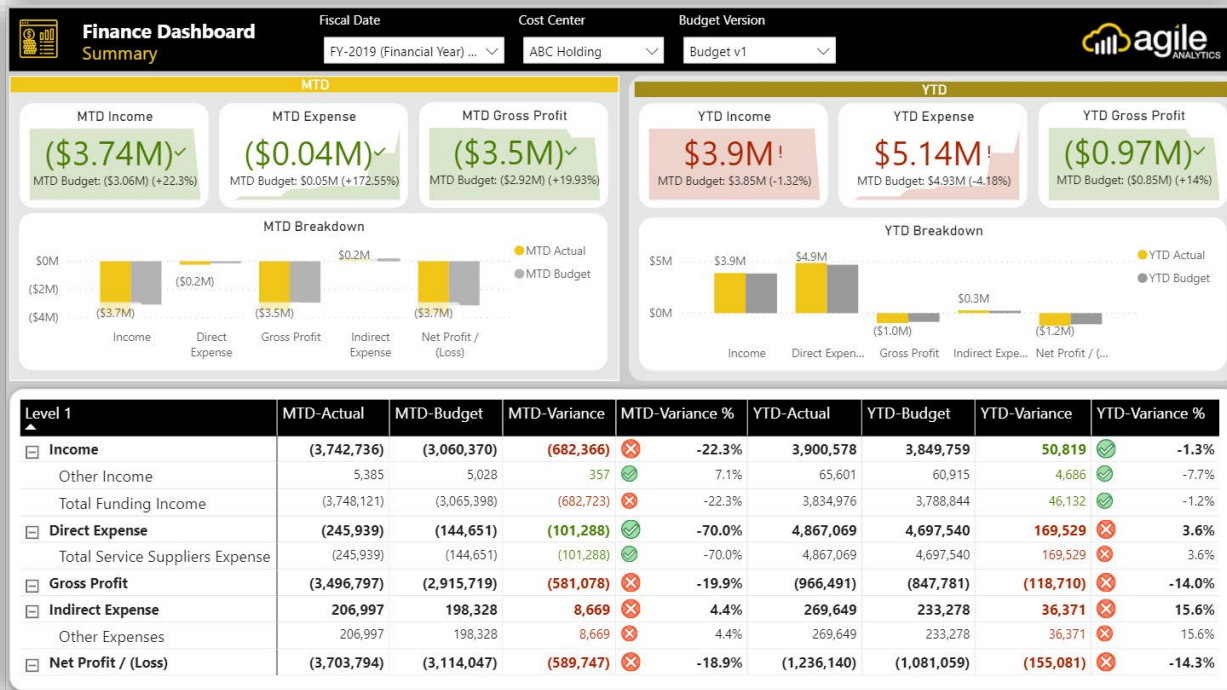 Finance Dashboard
Summary
Fiscal Date
FY-2019 (Financial Year) ...
Cost Center
ABC Holding
Budget Version
Budget v1
agile
ANALYTICS
MTD
MTD Income
($3.74M)
MTD Budget: ($3.06M) (+22.3%)
MTD Expense
($0.04M)
MTD Budget: $0.05M (+172.55%)
MTD Gross Profit
($3.5M)
MTD Budget: ($2.92M) (+19.93%)
MTD Breakdown
$0M
($2M)
($4M)
($3.7M)
($0.2M)
($3.5M)
$0.2M
($3.7M)
Income
Direct
Expense
Gross Profit
Indirect
Expense
Net Profit /
(Loss)
MTD Actual
MTD Budget
YTD
YTD Income
$3.9M!
MTD Budget: $3.85M (-1.32%)
YTD Expense
$5.14M!
MTD Budget: $4.93M (-4.18%)
YTD Gross Profit
($0.97M)
MTD Budget: ($0.85M) (+14%)
YTD Breakdown
$5M
$0M
$3.9M
$4.9M
($1.0M)
$0.3M
($1.2M)
Income
Direct Expen...
Gross Profit
Indirect Expe...
Net Profit / (...
YTD Actual
YTD Budget
Level 1 MTD-Actual MTD-Budget MTD-Variance MTD-Variance % YTD-Actual YTD-Budget YTD-Variance YTD-Variance %
Income (3,742,736) (3,060,370) (682,366) -22.3% 3,900,578 3,849,759 50,819 -1.3%
Other Income 5,385 5,028 357 7.1% 65,601 60,915 4,686 -7.7%
Total Funding Income (3,748,121) (3,065,398) (682,723) -22.3% 3,834,976 3,788,844 46,132 -1.2%
Direct Expense (245,939) (144,651) (101,288) -70.0% 4,867,069 4,697,540 169,529 3.6%
Total Service Suppliers Expense (245,939) (144,651) (101,288) -70.0% 4,867,069 4,697,540 169,529 3.6%
Gross Profit (3,496,797) (2,915,719) (581,078) -19.9% (966,491) (847,781) (118,710) -14.0%
Indirect Expense 206,997 198,328 8,669 4.4% 269,649 233,278 36,371 15.6%
Other Expenses 206,997 198,328 8,669 4.4% 269,649 233,278 36,371 15.6%
Net Profit / (Loss) (3,703,794) (3,114,047) (589,747) -18.9% (1,236,140) (1,081,059) (155,081) -14.3%